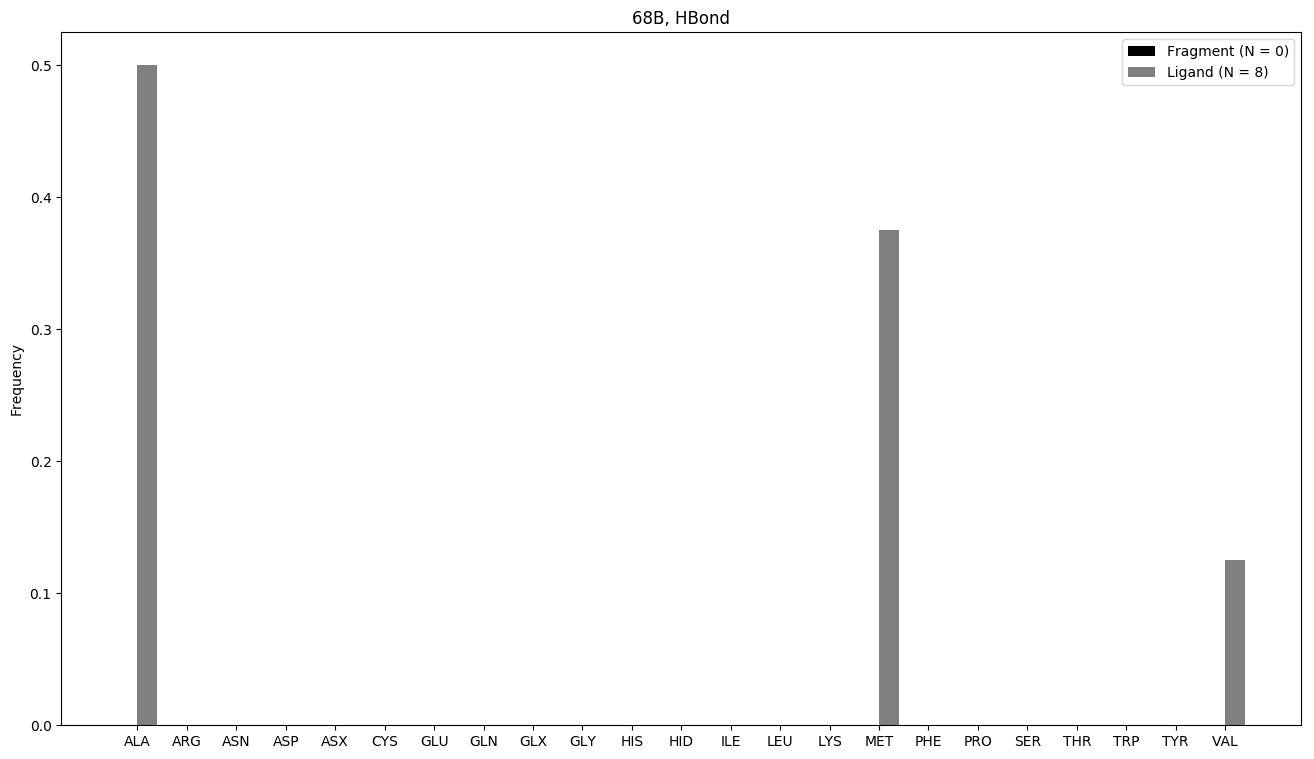 68B, HBond
Fragment (N = 0)
Ligand (N = 8)
Frequency
0.5
0.4
0.3
0.2
0.1
0.0
ALA ARG ASN ASP ASX CYS GLU GLN GLX GLY HIS HID ILE LEU LYS MET PHE PRO SER THR TRP TYR VAL